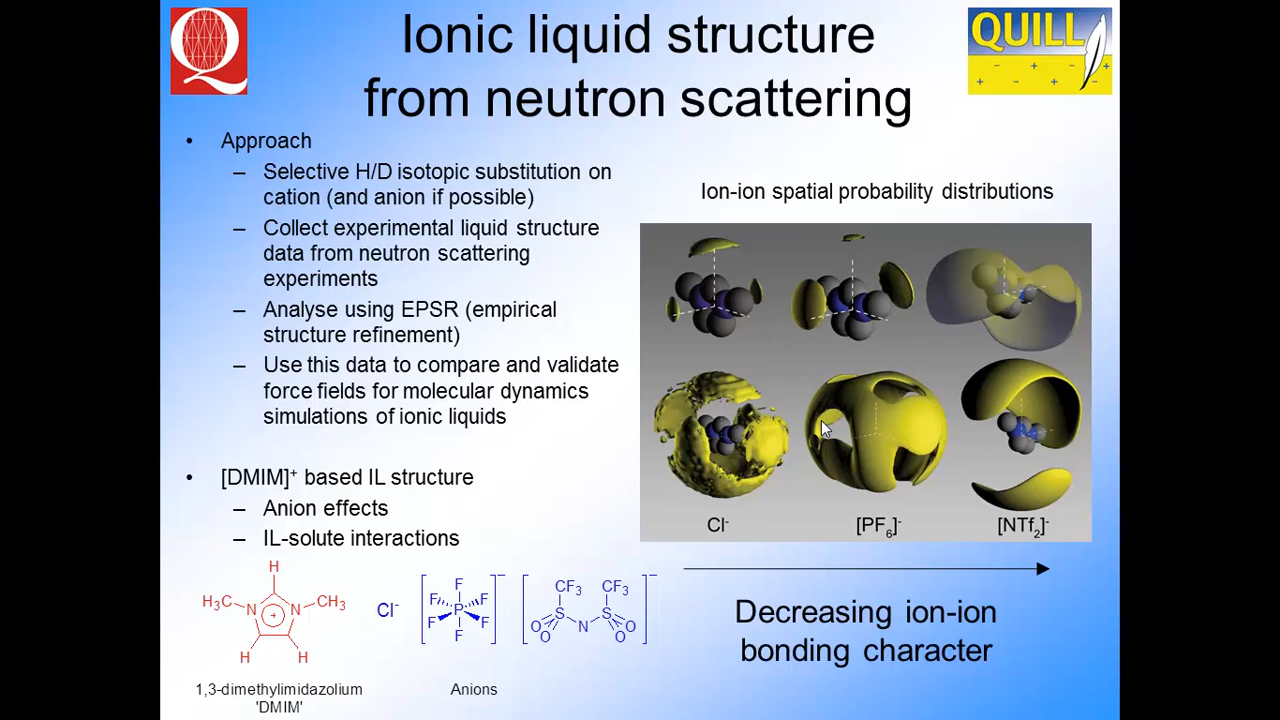 Q
QUILL
Ionic liquid structure
from neutron scattering
• Approach
– Selective H/D isotopic substitution on
cation (and anion if possible)
– Collect experimental liquid structure
data from neutron scattering
experiments
– Analyse using EPSR (empirical
structure refinement)
– Use this data to compare and validate
force fields for molecular dynamics
simulations of ionic liquids
• [DMIM]⁺ based IL structure
– Anion effects
– IL-solute interactions
Ion-ion spatial probability distributions
Cl⁻ [PF₆]⁻ [NTf₂]⁻
Decreasing ion-ion
bonding character
H
H₃C N + N CH₃
H H
1,3-dimethylimidazolium
'DMIM'
Cl⁻
F
F F
P
F F
F
−
CF₃ CF₃
S S
O O N O O
−
Anions